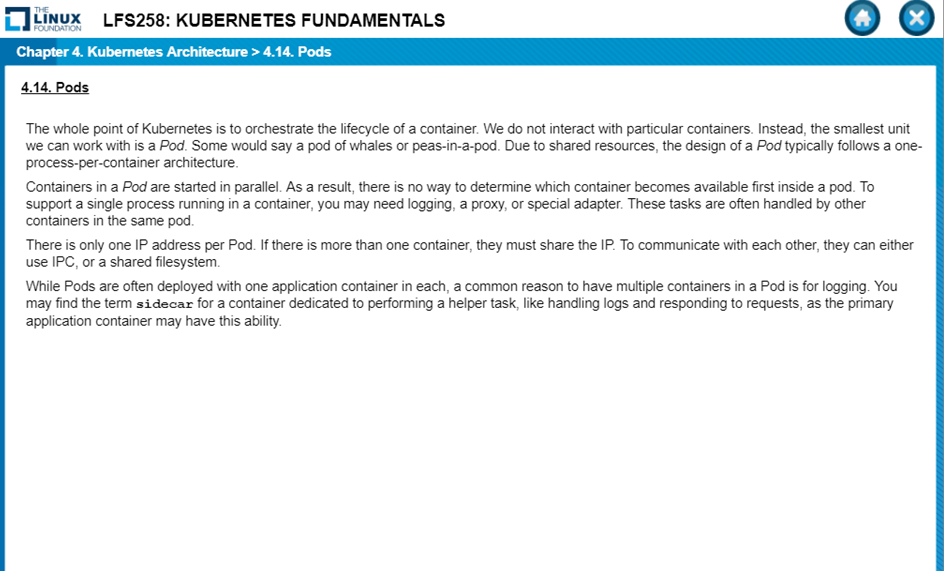 THE
LINUX
FOUNDATION
LFS258: KUBERNETES FUNDAMENTALS
Chapter 4. Kubernetes Architecture > 4.14. Pods
4.14. Pods
The whole point of Kubernetes is to orchestrate the lifecycle of a container. We do not interact with particular containers. Instead, the smallest unit
we can work with is a Pod. Some would say a pod of whales or peas-in-a-pod. Due to shared resources, the design of a Pod typically follows a one-
process-per-container architecture.
Containers in a Pod are started in parallel. As a result, there is no way to determine which container becomes available first inside a pod. To
support a single process running in a container, you may need logging, a proxy, or special adapter. These tasks are often handled by other
containers in the same pod.
There is only one IP address per Pod. If there is more than one container, they must share the IP. To communicate with each other, they can either
use IPC, or a shared filesystem.
While Pods are often deployed with one application container in each, a common reason to have multiple containers in a Pod is for logging. You
may find the term sidecar for a container dedicated to performing a helper task, like handling logs and responding to requests, as the primary
application container may have this ability.